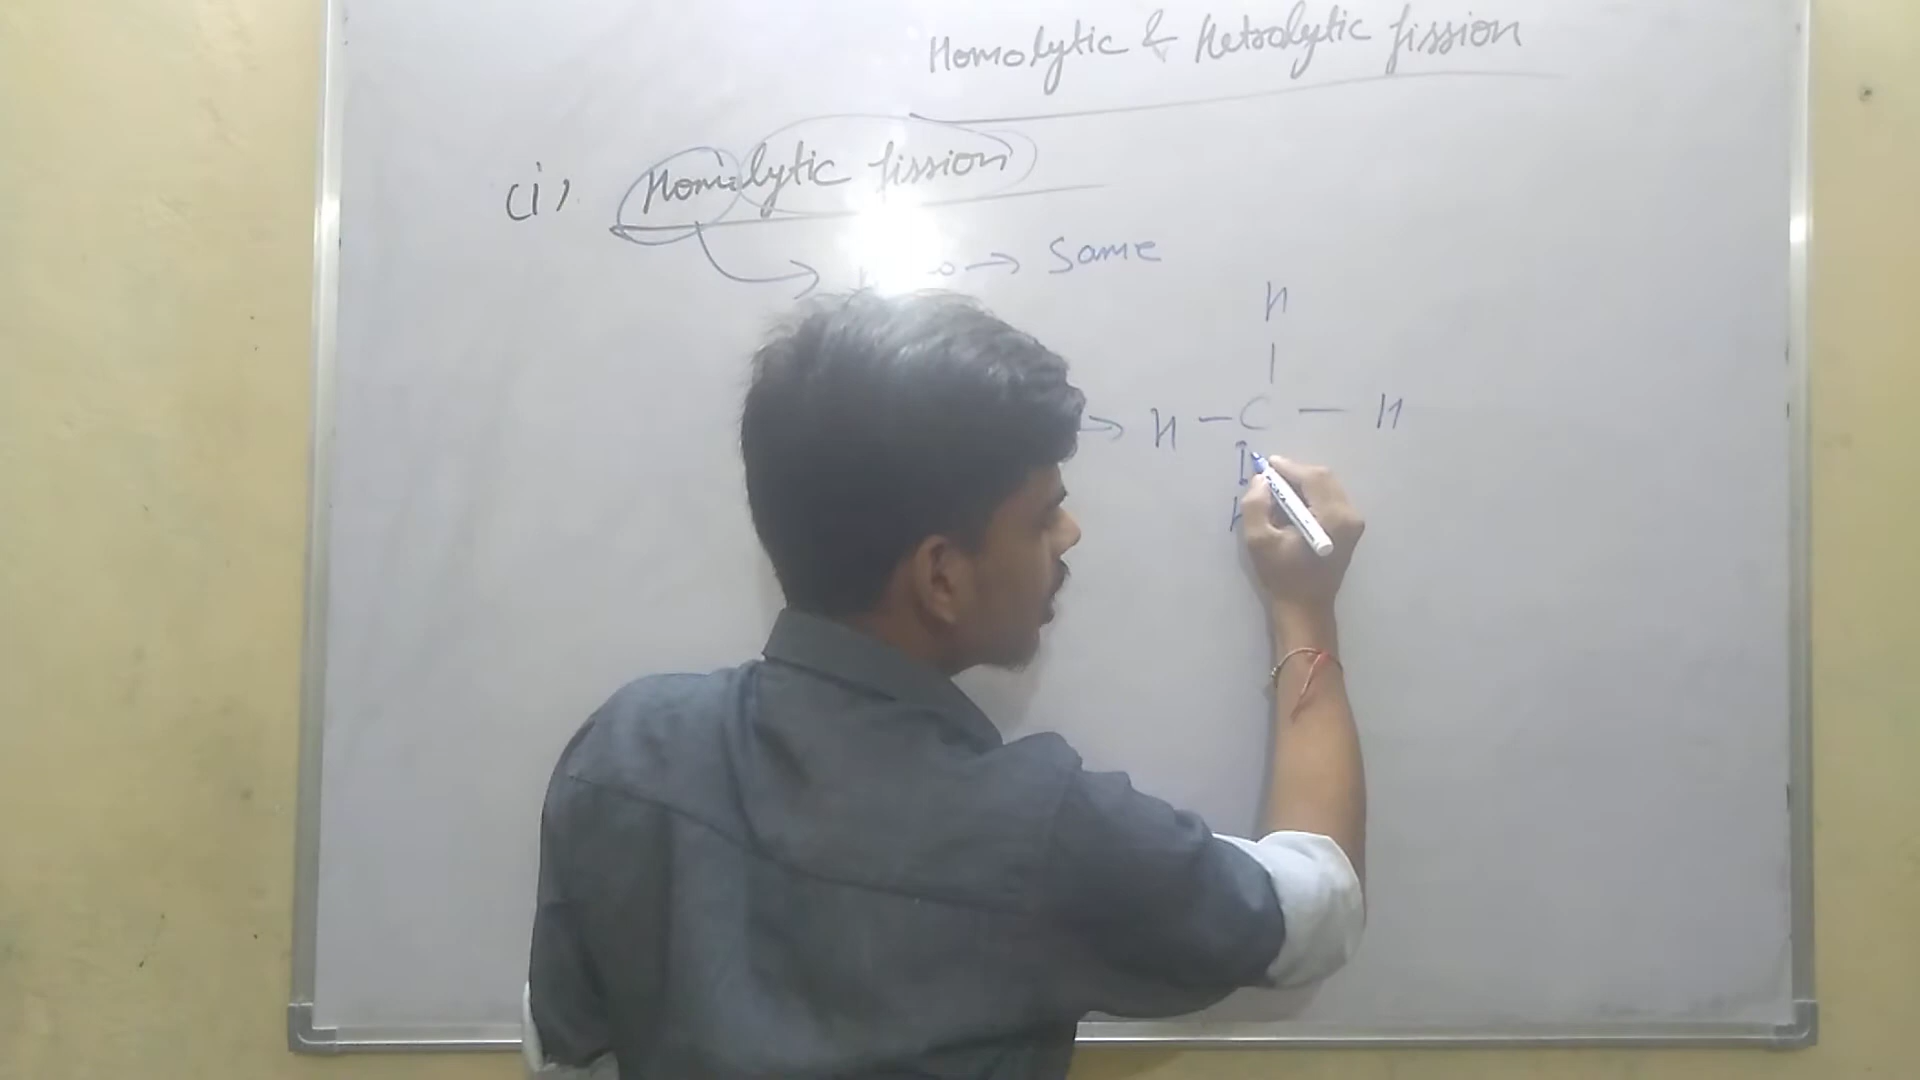 Homolytic & Hetrolytic fission
(i). Homolytic fission
→ Same
H
→ H - C - H